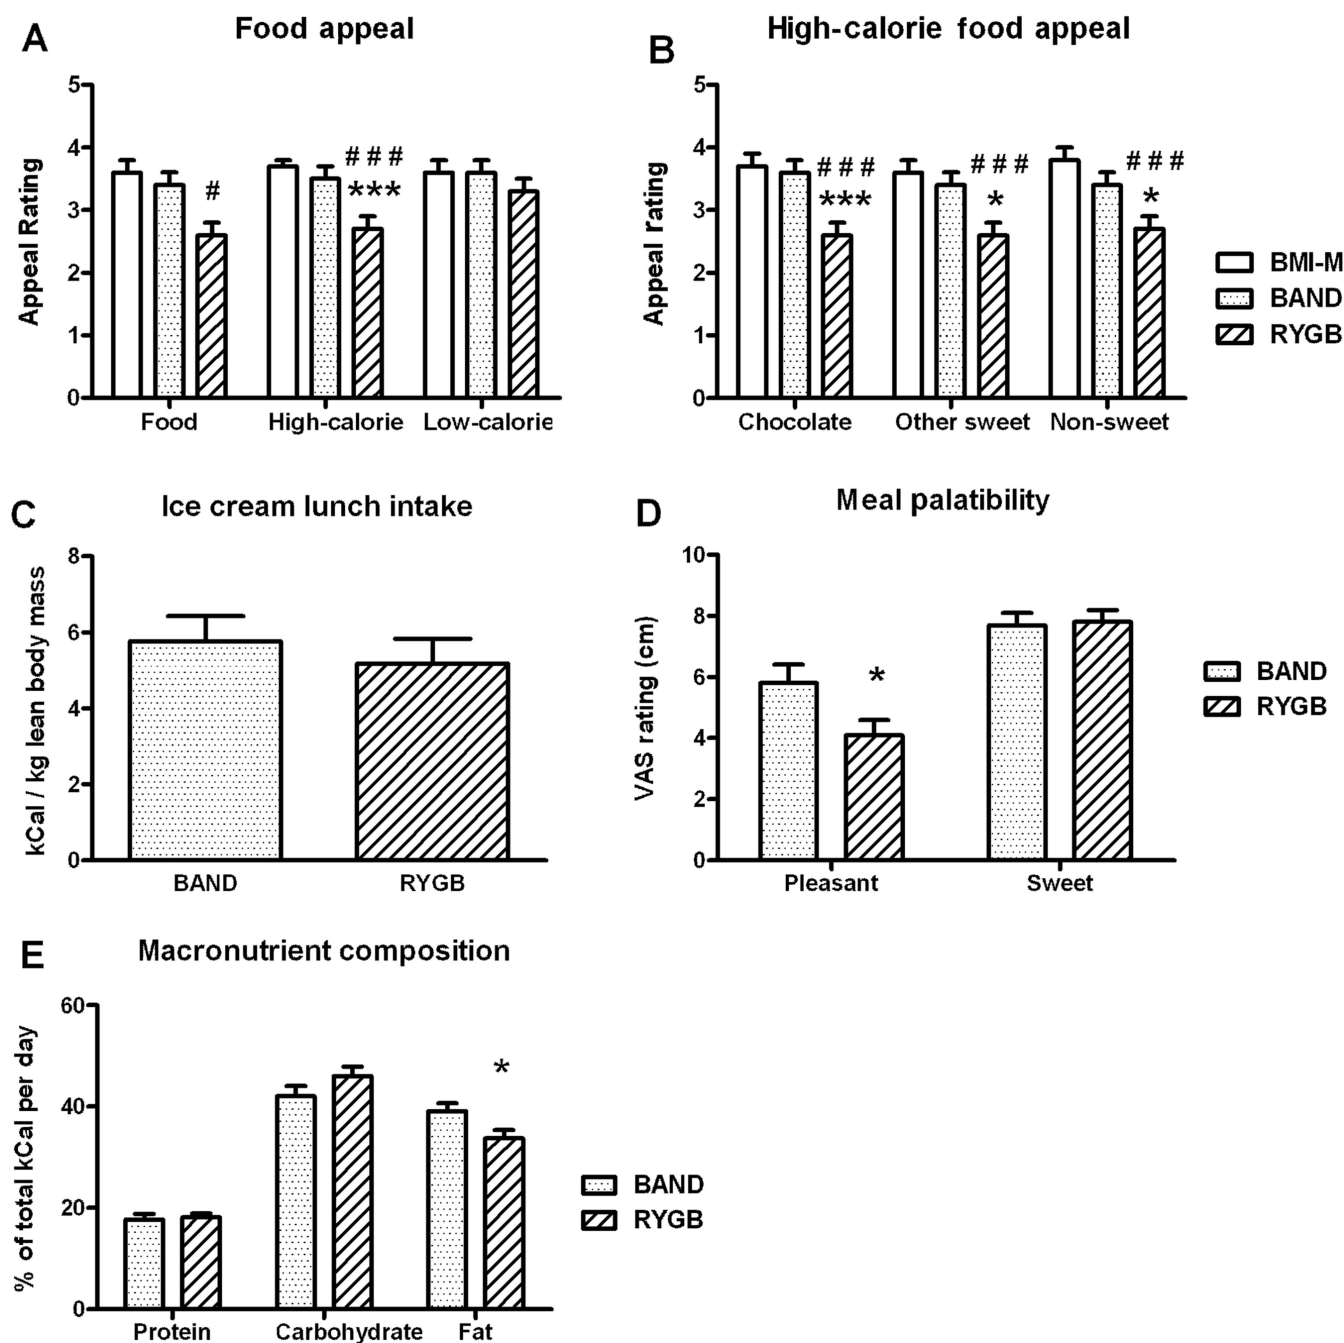 A
Food appeal
Appeal Rating
5
4
3
2
1
0
#
# # #
***
Food
High-calorie
Low-calorie
B
High-calorie food appeal
Appeal rating
5
4
3
2
1
0
# # #
***
# # #
*
# # #
*
Chocolate
Other sweet
Non-sweet
BMI-M
BAND
RYGB
C
Ice cream lunch intake
kCal / kg lean body mass
8
6
4
2
0
BAND
RYGB
D
Meal palatibility
VAS rating (cm)
10
8
6
4
2
0
*
Pleasant
Sweet
BAND
RYGB
E
Macronutrient composition
% of total kCal per day
60
40
20
0
*
Protein
Carbohydrate
Fat
BAND
RYGB